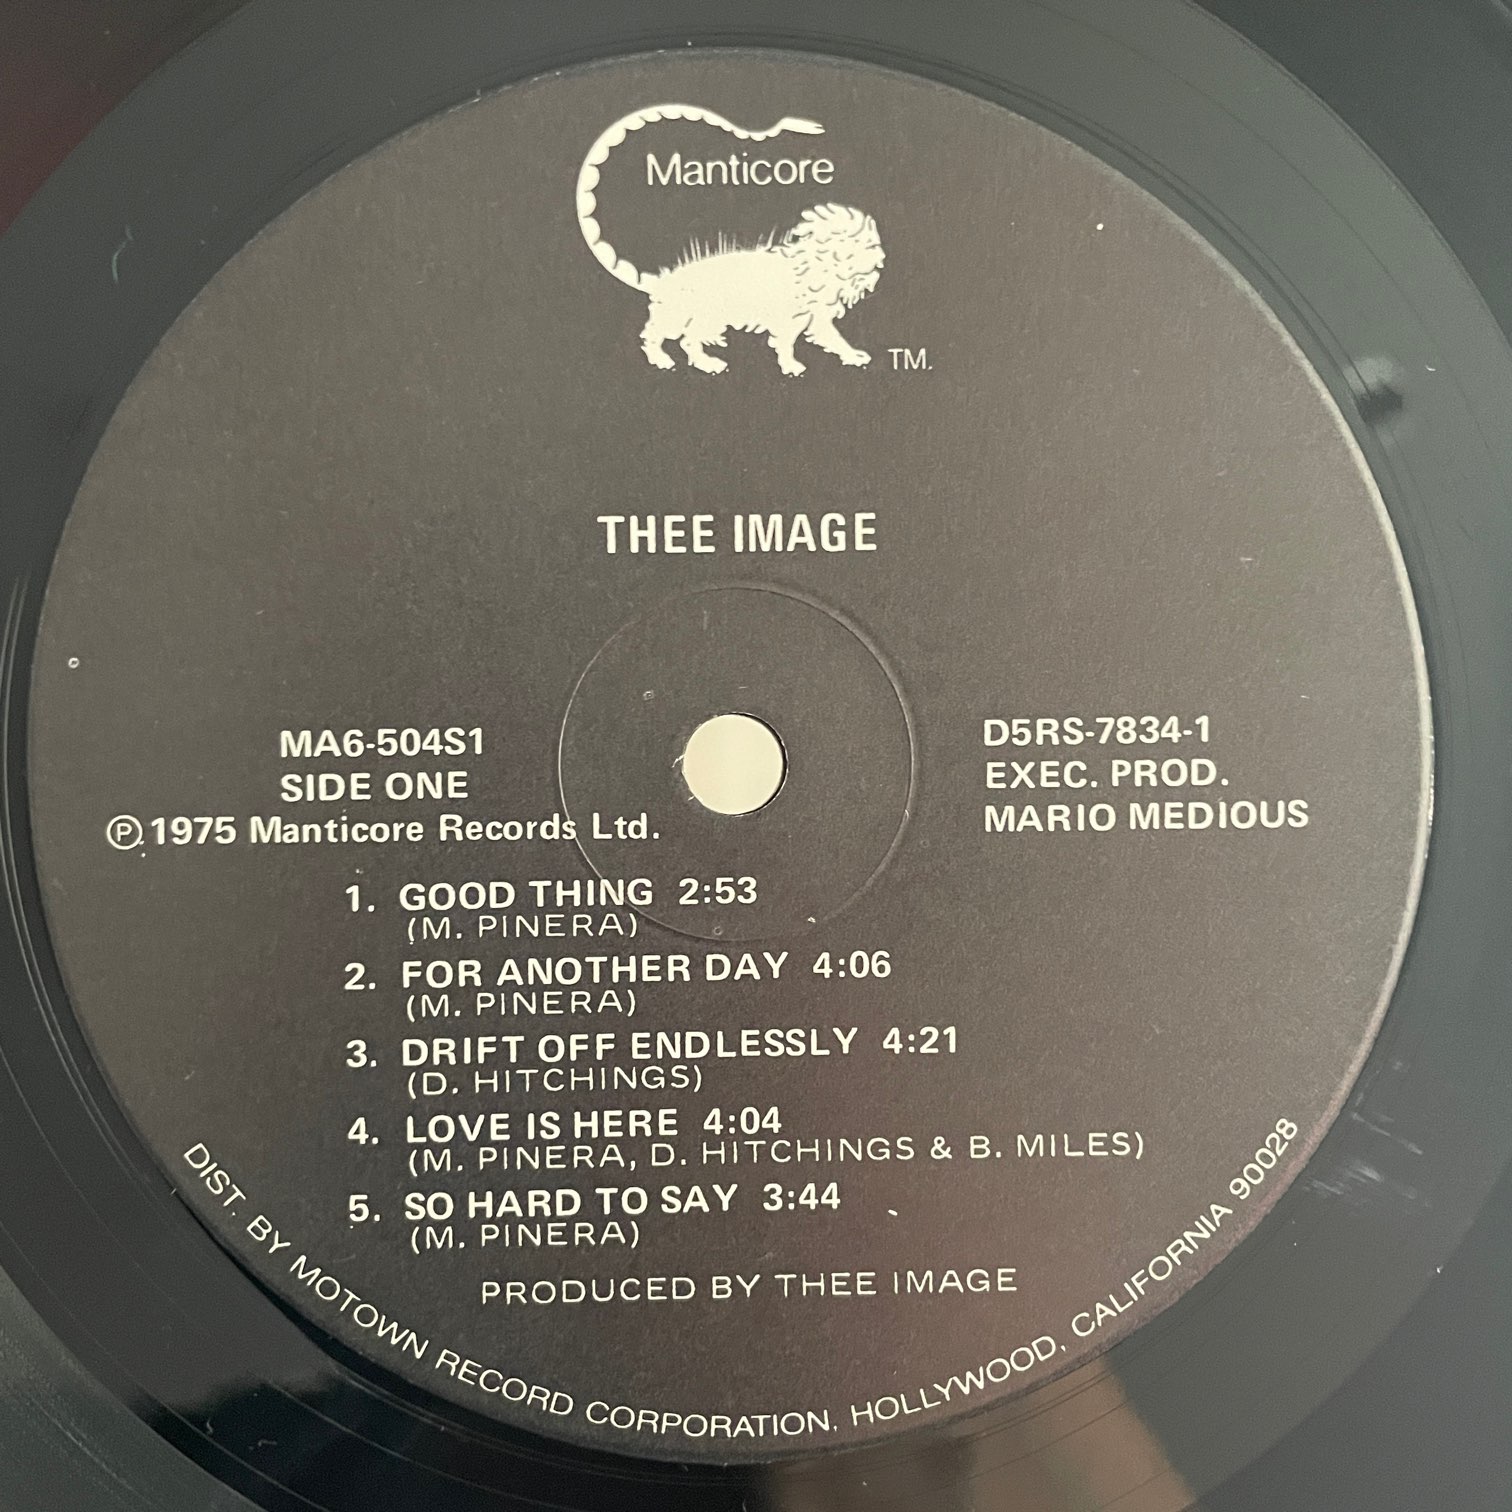 Manticore
TM.
THEE IMAGE
MA6-504S1
SIDE ONE
Ⓟ 1975 Manticore Records Ltd.
D5RS-7834-1
EXEC. PROD.
MARIO MEDIOUS
1. GOOD THING 2:53
(M. PINERA)
2. FOR ANOTHER DAY 4:06
(M. PINERA)
3. DRIFT OFF ENDLESSLY 4:21
(D. HITCHINGS)
4. LOVE IS HERE 4:04
(M. PINERA, D. HITCHINGS & B. MILES)
5. SO HARD TO SAY 3:44
(M. PINERA)
PRODUCED BY THEE IMAGE
DIST. BY MOTOWN RECORD CORPORATION, HOLLYWOOD, CALIFORNIA 90028